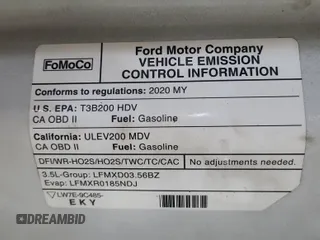 FoMoCo
Ford Motor Company
VEHICLE EMISSION
CONTROL INFORMATION
Conforms to regulations: 2020 MY
U S. EPA: T3B200 HDV
CA OBD II Fuel: Gasoline
California: ULEV200 MDV
CA OBD II Fuel: Gasoline
DFI/WR-HO2S/HO2S/TWC/TC/CAC No adjustments needed.
3.5L-Group: LFMXD03.56BZ
Evap: LFMXR0185NDJ
LW7E-9C485-
EKY
DREAMBID